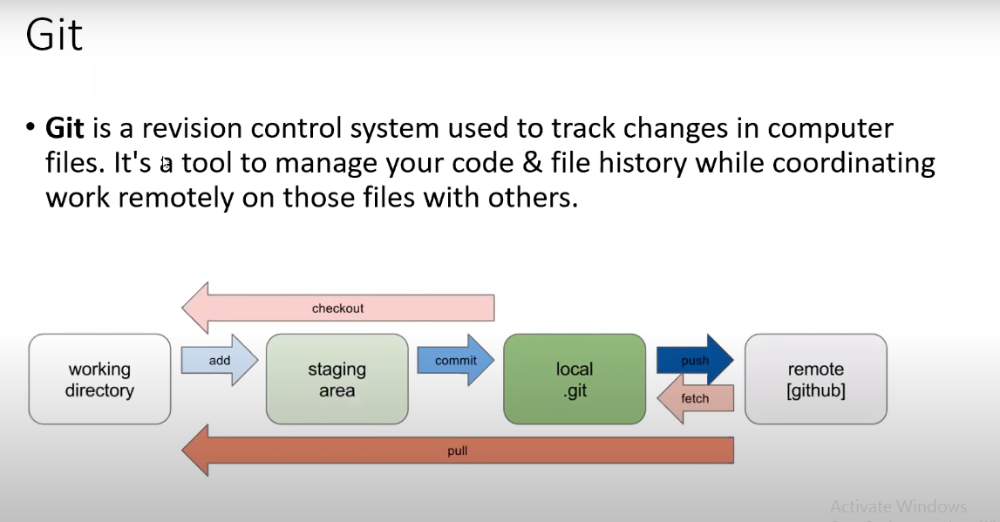 Git
• Git is a revision control system used to track changes in computer
files. It's a tool to manage your code & file history while coordinating
work remotely on those files with others.
checkout
working
directory
add
staging
area
commit
local
.git
push
fetch
remote
[github]
pull
Activate Windows